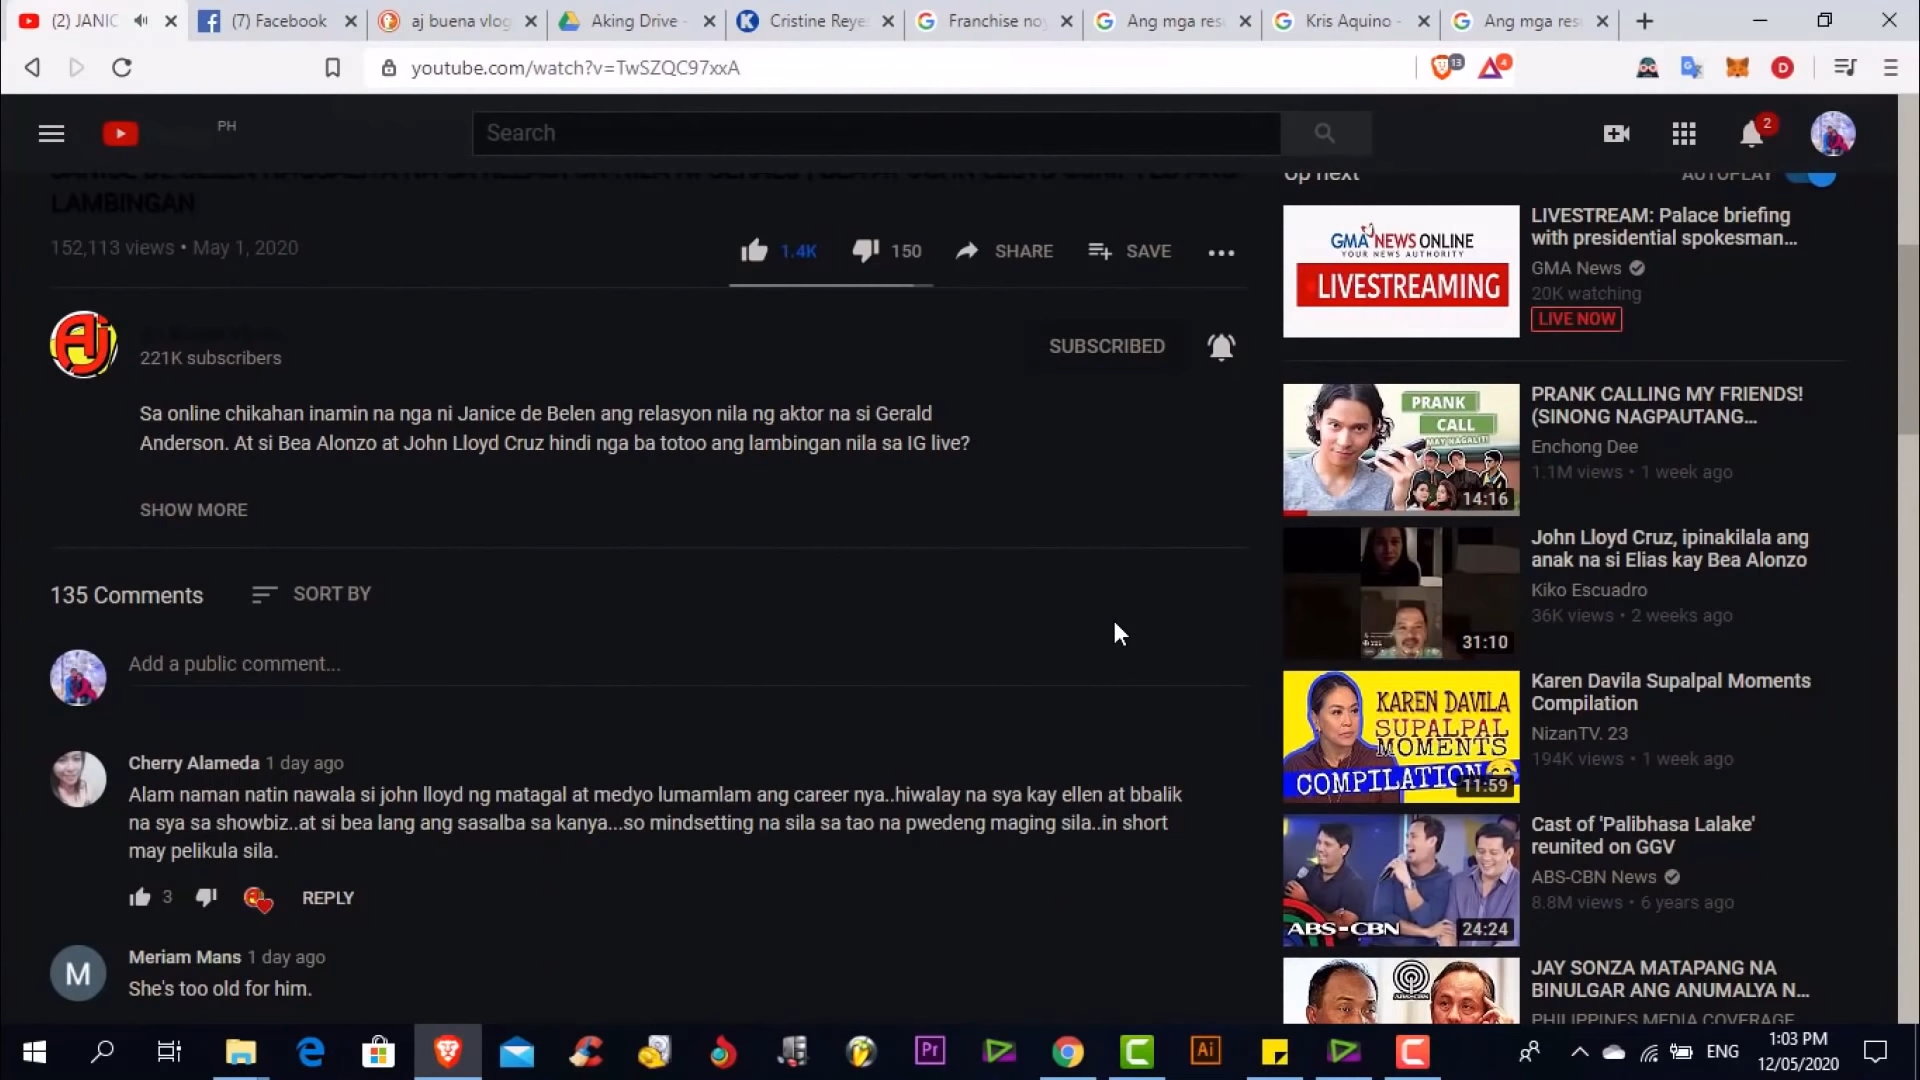 (2) JANIC
(7) Facebook
aj buena vlog
Aking Drive -
Cristine Reye
Franchise no
Ang mga res
Kris Aquino -
Ang mga res
youtube.com/watch?v=TwSZQC97xxA
13
4
PH
Search
2
LAMBINGAN
152,113 views • May 1, 2020
1.4K
150
SHARE
SAVE
Up next
AUTOPLAY
Aj
221K subscribers
SUBSCRIBED
Sa online chikahan inamin na nga ni Janice de Belen ang relasyon nila ng aktor na si Gerald
Anderson. At si Bea Alonzo at John Lloyd Cruz hindi nga ba totoo ang lambingan nila sa IG live?
SHOW MORE
135 Comments
SORT BY
Add a public comment...
Cherry Alameda 1 day ago
Alam naman natin nawala si john lloyd ng matagal at medyo lumamlam ang career nya..hiwalay na sya kay ellen at bbalik
na sya sa showbiz..at si bea lang ang sasalba sa kanya...so mindsetting na sila sa tao na pwedeng maging sila..in short
may pelikula sila.
3
REPLY
M
Meriam Mans 1 day ago
She's too old for him.
GMA NEWS ONLINE
YOUR NEWS AUTHORITY
LIVESTREAMING
LIVESTREAM: Palace briefing
with presidential spokesman...
GMA News
20K watching
LIVE NOW
PRANK
CALL
MAY NAGALIT!
14:16
PRANK CALLING MY FRIENDS!
(SINONG NAGPAUTANG...
Enchong Dee
1.1M views • 1 week ago
31:10
John Lloyd Cruz, ipinakilala ang
anak na si Elias kay Bea Alonzo
Kiko Escuadro
36K views • 2 weeks ago
KAREN DAVILA
SUPALPAL
MOMENTS
COMPILATION
11:59
Karen Davila Supalpal Moments
Compilation
NizanTV. 23
194K views • 1 week ago
ABS-CBN
24:24
Cast of 'Palibhasa Lalake'
reunited on GGV
ABS-CBN News
8.8M views • 6 years ago
ABS-CBN
JAY SONZA MATAPANG NA
BINULGAR ANG ANUMALYA N...
PHILIPPINES MEDIA COVERAGE
Pr
Ai
ENG
1:03 PM
12/05/2020